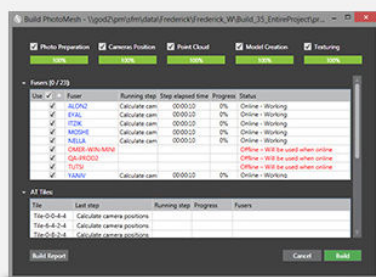 Build PhotoMesh - \\god2\pm\sfm\data\Frederick\Frederick_W\Build_35_EntireProject\pr...
Photo Preparation Cameras Position Point Cloud Model Creation Texturing
100% 100% 100% 100% 100%
Fusers (0 / 23):
Use Fuser Running step Step elapsed time Progress Status
ALON2 Calculate cam 00:00:10 0% Online - Working
EYAL Calculate cam 00:00:10 0% Online - Working
ITZIK Calculate cam 00:00:10 0% Online - Working
MOSHE Calculate cam 00:00:10 0% Online - Working
NELLA Calculate cam 00:00:10 0% Online - Working
OMER-WIN-MINI Offline - Will be used when online
QA-PROD2 Offline - Will be used when online
TUTSI Offline - Will be used when online
YANIV Calculate cam 00:00:10 0% Online - Working
AT Tiles:
Tile Last step Running step Progress Fusers
Tile-0-0-4-4 Calculate camera positions
Tile-6-4-2-4 Calculate camera positions
Tile-0-8-2-4 Calculate camera positions
Build Report Cancel Build